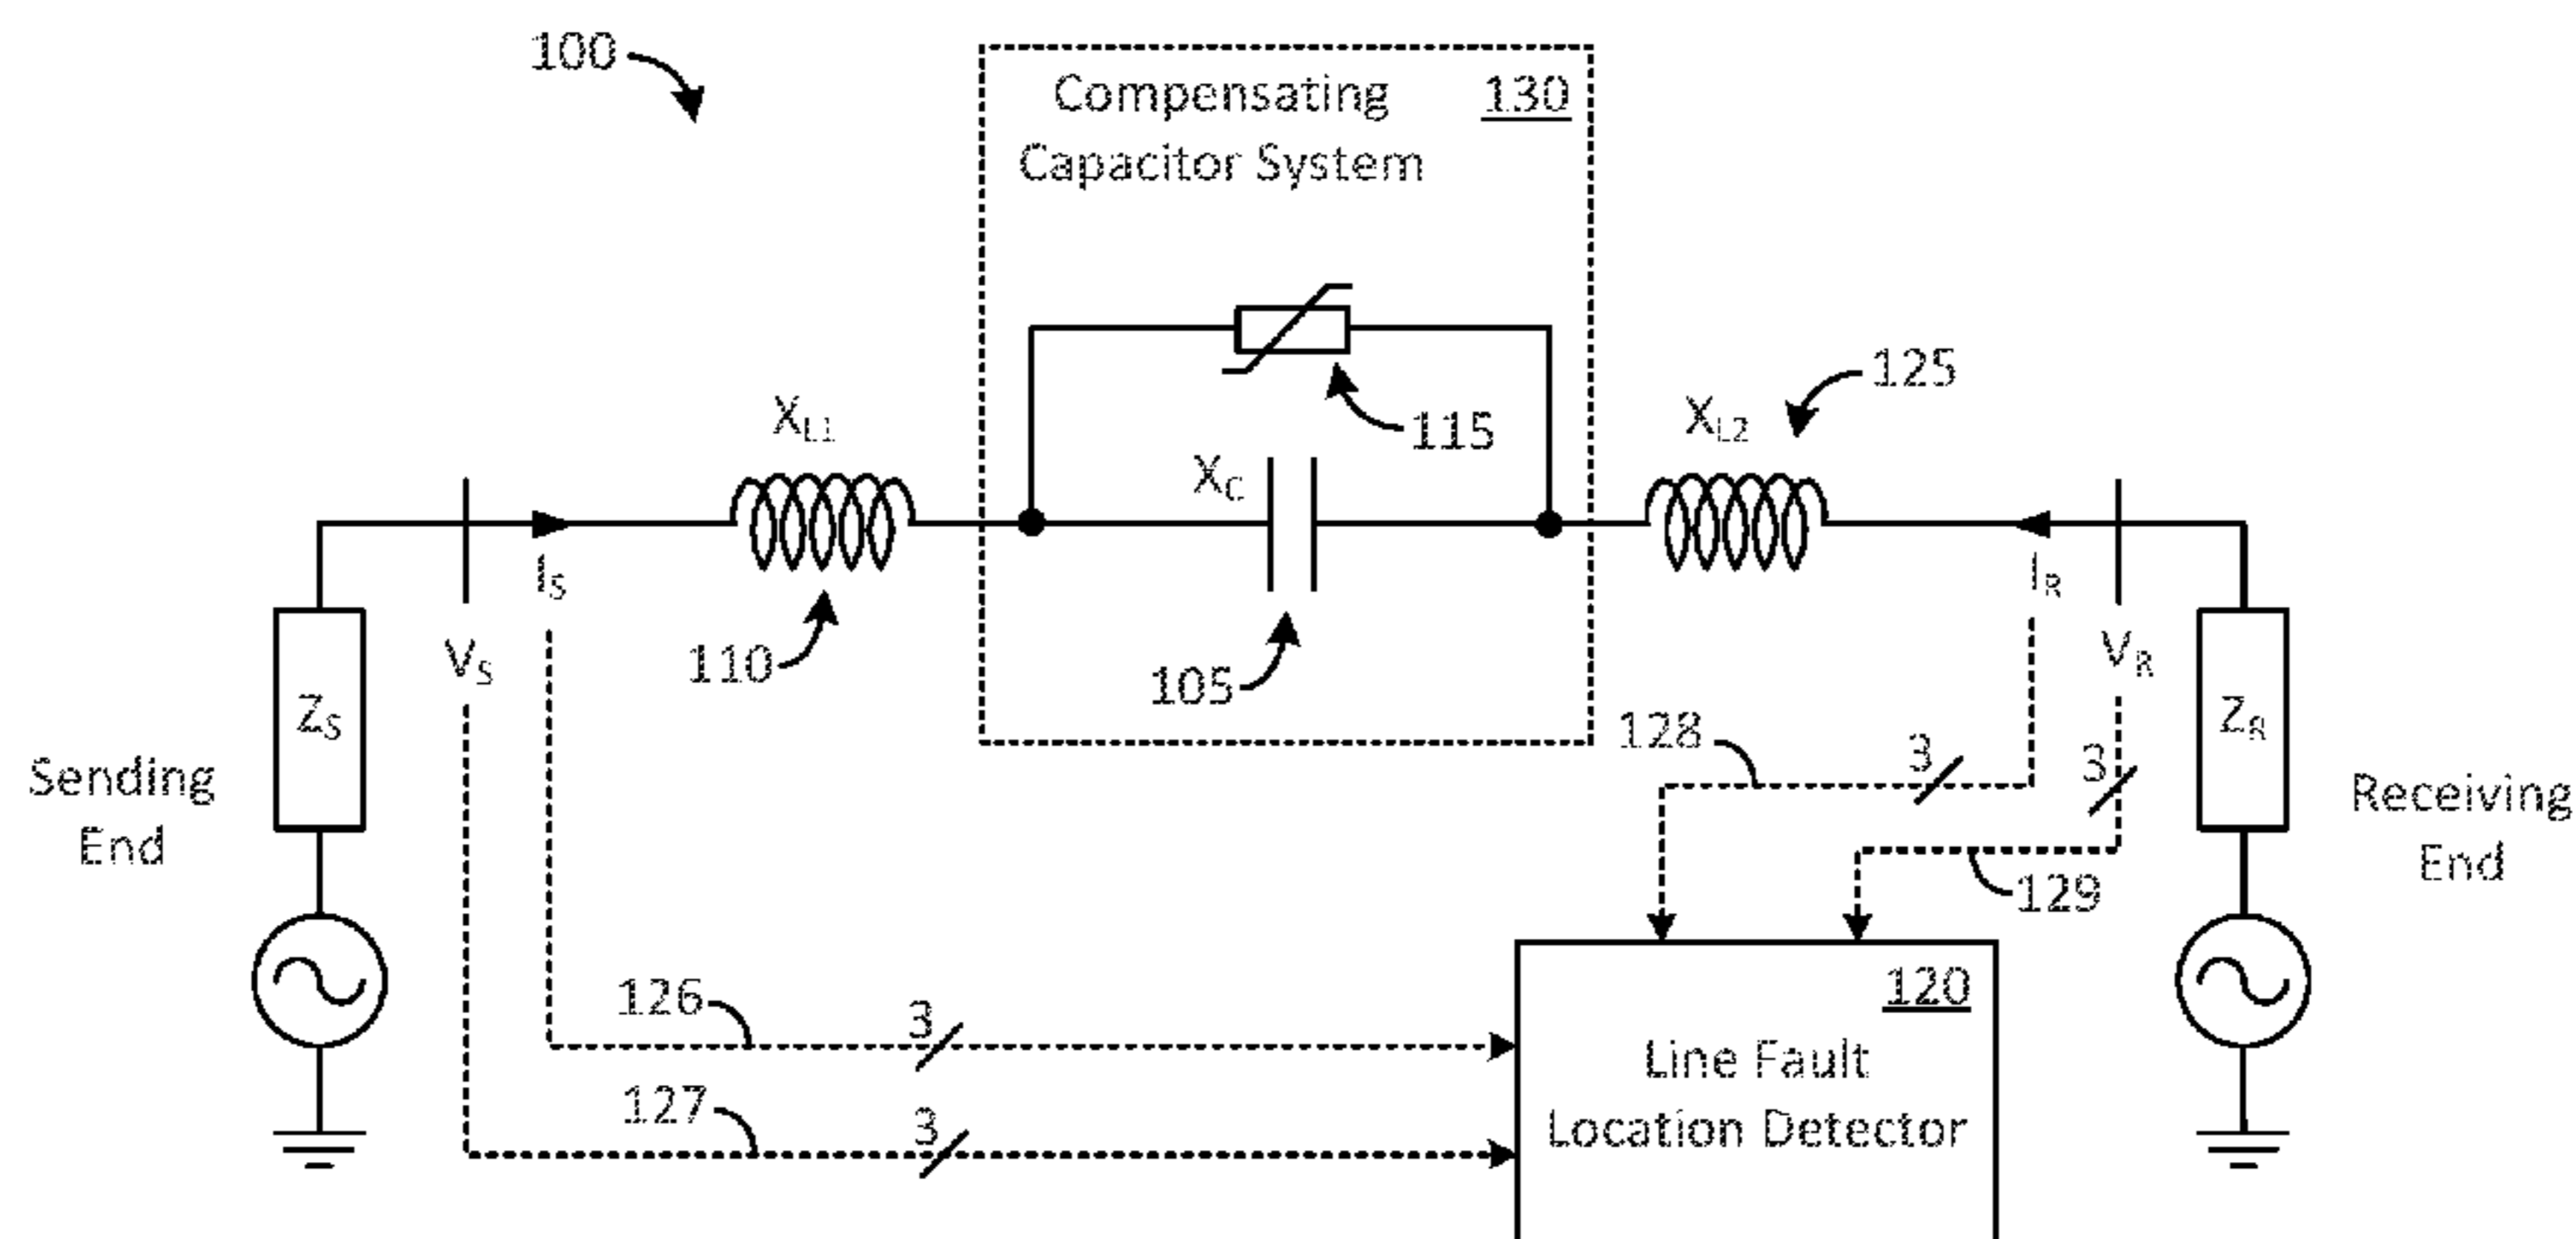 100
Compensating
Capacitor System
130
115
125
X_L1
X_C
X_L2
I_S
I_R
110
105
V_S
V_R
Z_S
Z_R
Sending
End
Receiving
End
128
3
3
129
126
3
127
3
120
Line Fault
Location Detector